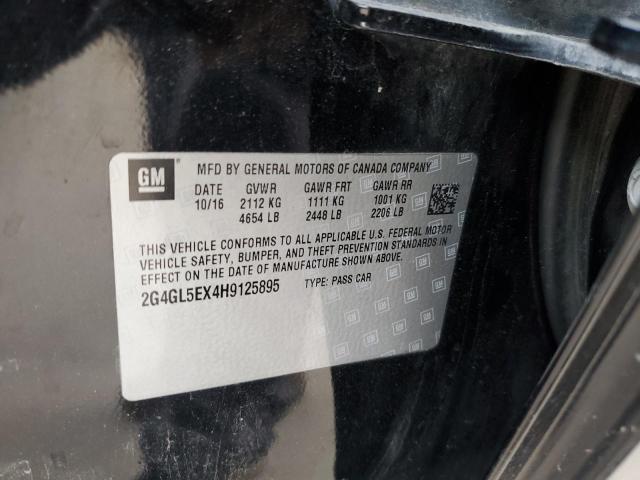 GM MFD BY GENERAL MOTORS OF CANADA COMPANY
DATE GVWR GAWR FRT GAWR RR
10/16 2112 KG 1111 KG 1001 KG
4654 LB 2448 LB 2206 LB
THIS VEHICLE CONFORMS TO ALL APPLICABLE U.S. FEDERAL MOTOR
VEHICLE SAFETY, BUMPER, AND THEFT PREVENTION STANDARDS IN
EFFECT ON THE DATE OF MANUFACTURE SHOWN ABOVE.
2G4GL5EX4H9125895 TYPE: PASS CAR